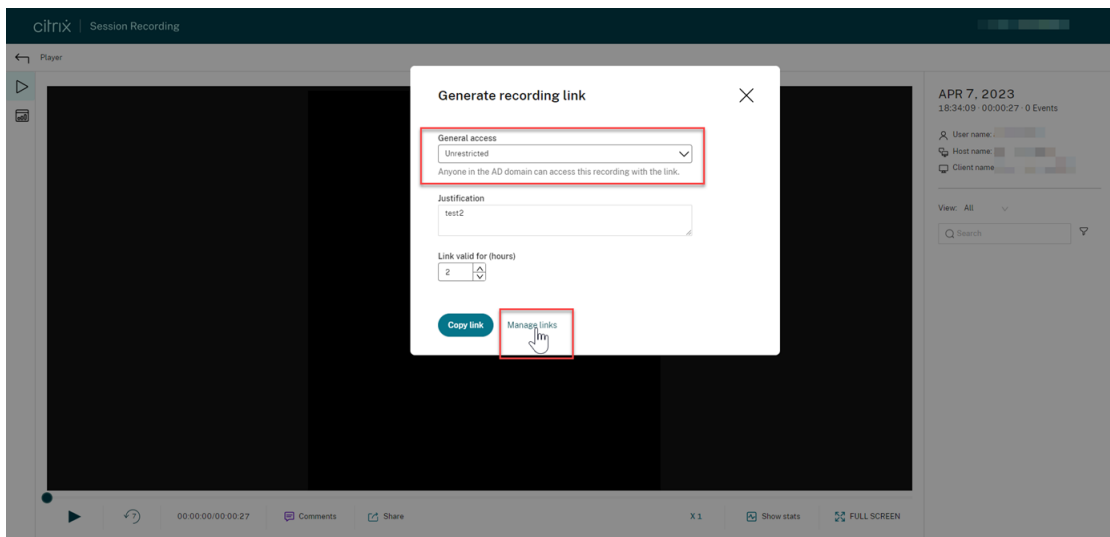 citrix | Session Recording
Player
Generate recording link
General access
Unrestricted
Anyone in the AD domain can access this recording with the link.
Justification
test2
Link valid for (hours)
2
Copy link
Manage links
APR 7, 2023
18:34:09 · 00:00:27 · 0 Events
User name:
Host name:
Client name
View: All
Search
7
00:00:00/00:00:27
Comments
Share
X 1
Show stats
FULL SCREEN